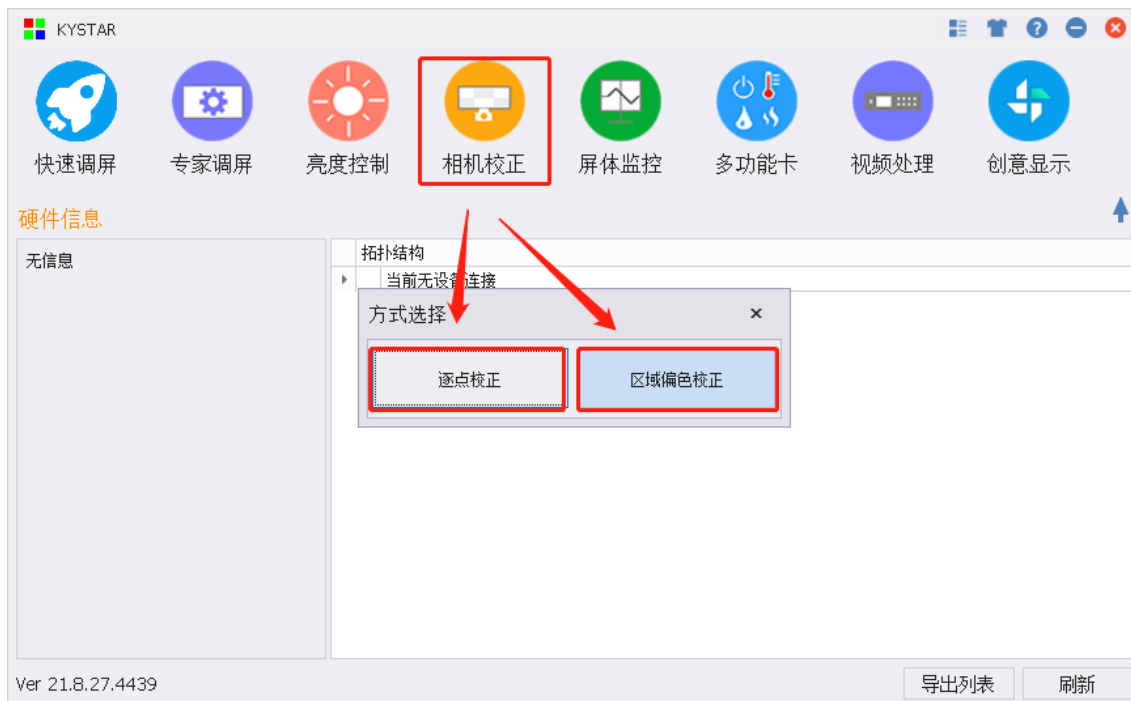 KYSTAR
快速调屏 专家调屏 亮度控制 相机校正 屏体监控 多功能卡 视频处理 创意显示
硬件信息
无信息
拓扑结构
当前无设备连接
方式选择
逐点校正 区域偏色校正
Ver 21.8.27.4439
导出列表 刷新